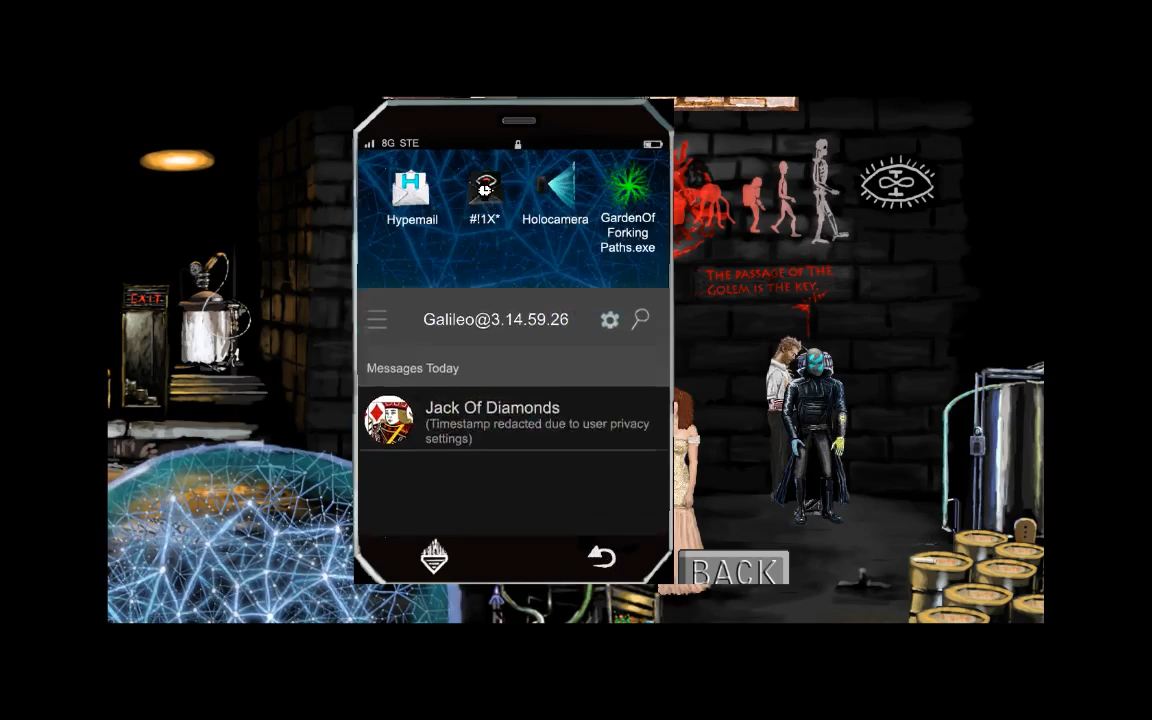 8G STE
Hypemail
#!1X*
Holocamera
GardenOf
Forking
Paths.exe
EXIT
THE PASSAGE OF THE
GOLEM IS THE KEY.
Galileo@3.14.59.26
Messages Today
Jack Of Diamonds
(Timestamp redacted due to user privacy
settings)
BACK